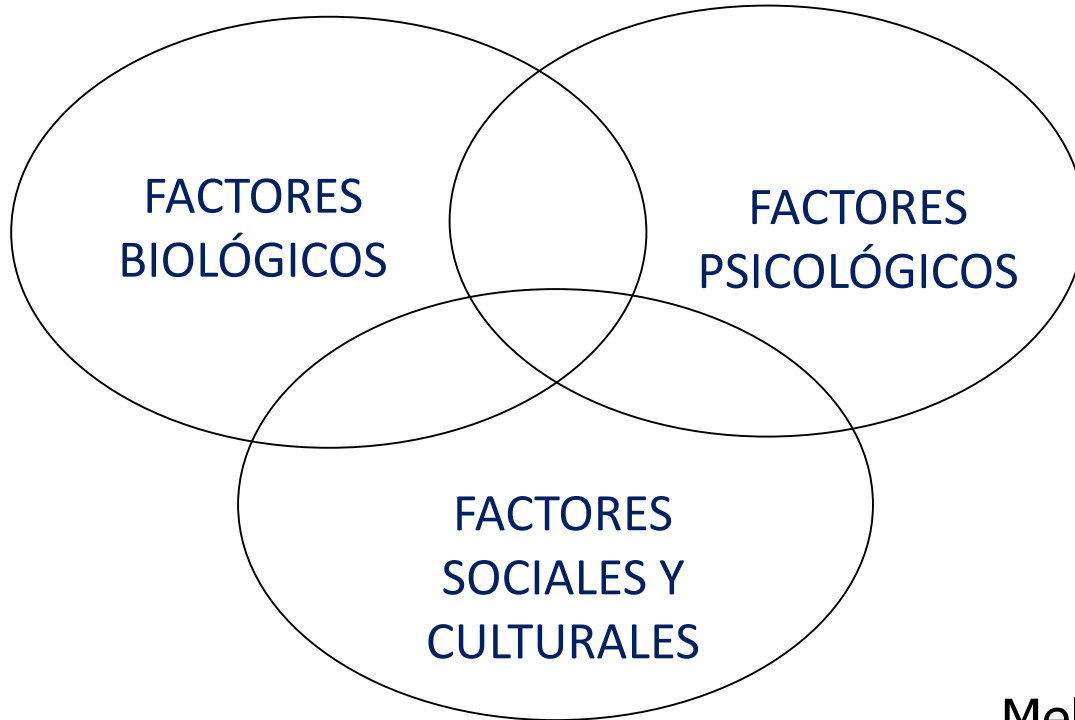 FACTORES
BIOLÓGICOS
FACTORES
PSICOLÓGICOS
FACTORES
SOCIALES Y
CULTURALES